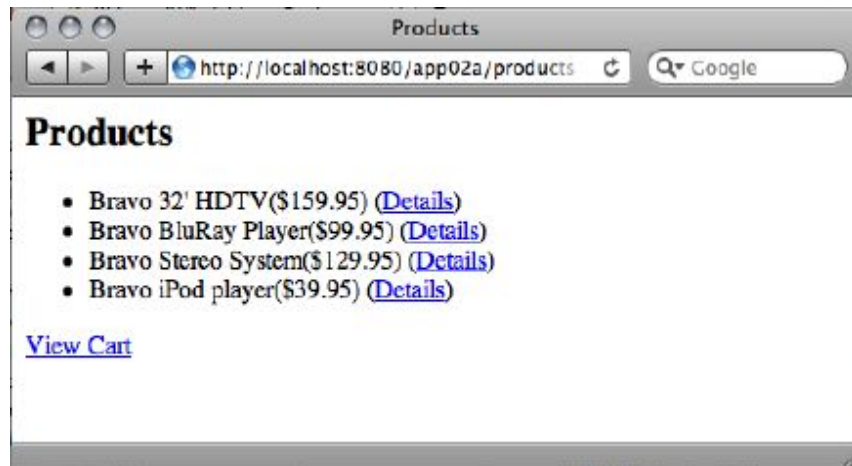 Products
http://localhost:8080/app02a/products
Google
Products
Bravo 32' HDTV($159.95) (Details)
Bravo BluRay Player($99.95) (Details)
Bravo Stereo System($129.95) (Details)
Bravo iPod player($39.95) (Details)
View Cart